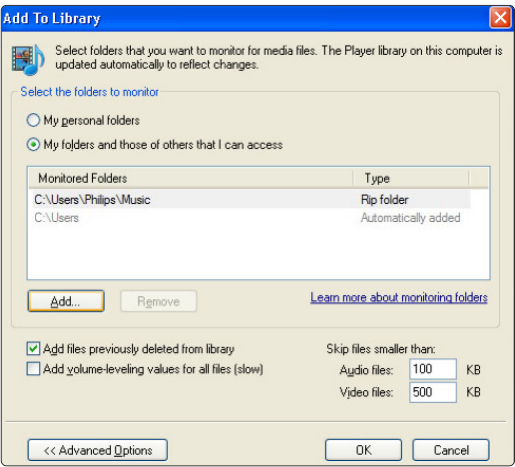 Add To Library
Select folders that you want to monitor for media files. The Player library on this computer is
updated automatically to reflect changes.
Select the folders to monitor
My personal folders
My folders and those of others that I can access
Monitored Folders Type
C:\Users\Philips\Music Rip folder
C:\Users Automatically added
Add... Remove Learn more about monitoring folders
Add files previously deleted from library Skip files smaller than:
Add volume-leveling values for all files (slow) Audio files: 100 KB
Video files: 500 KB
<< Advanced Options OK Cancel